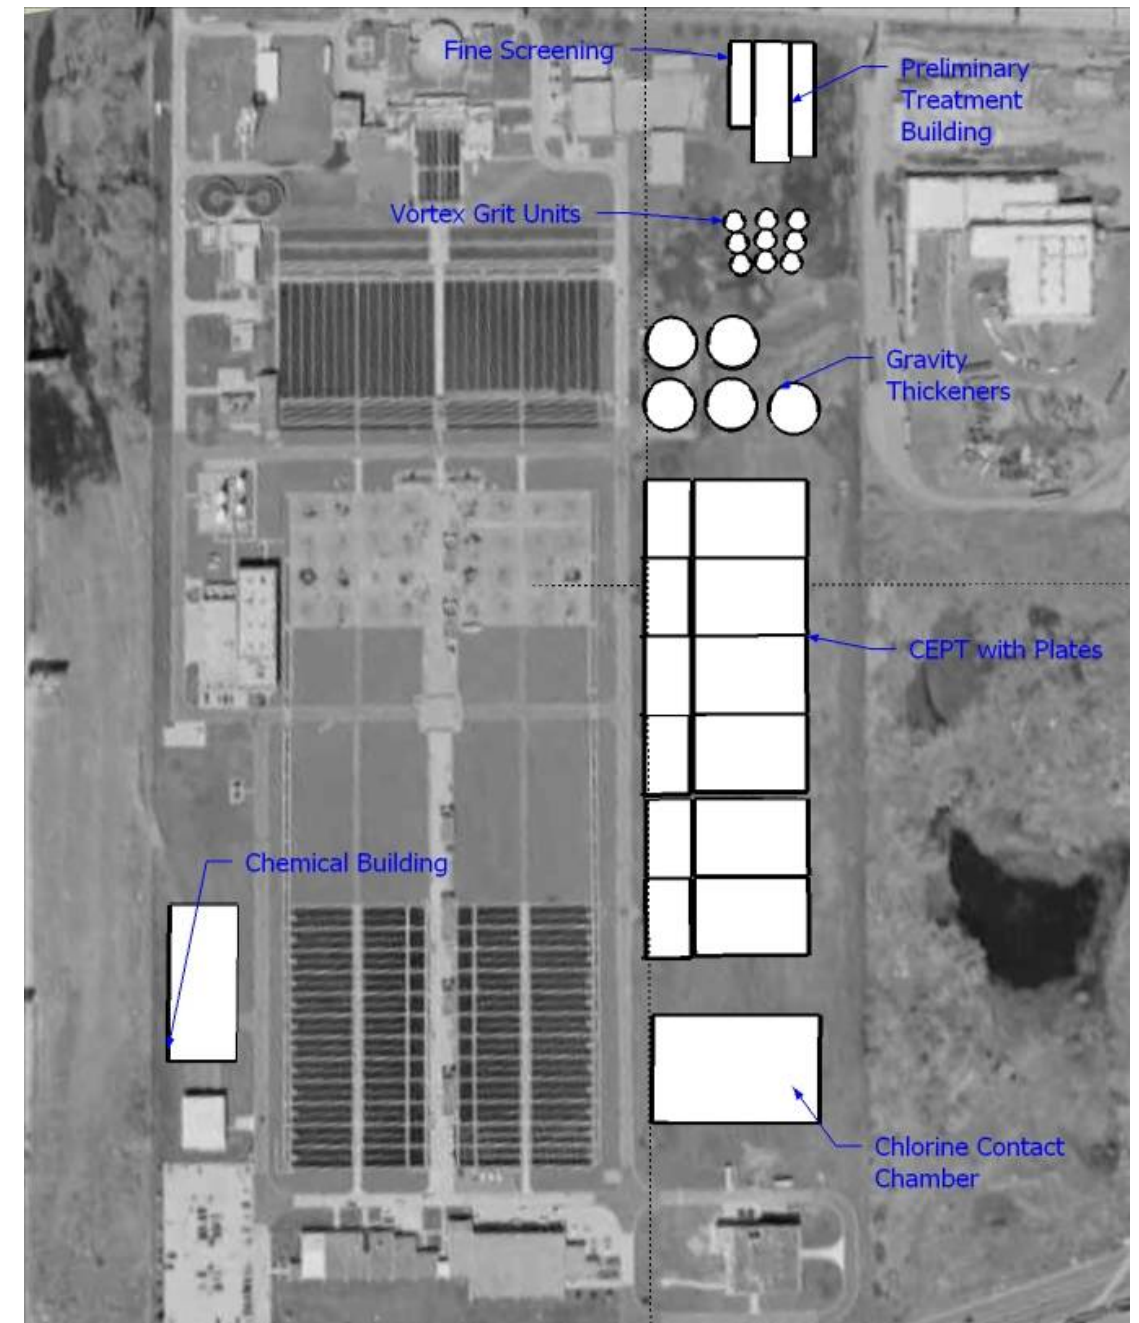 Fine Screening
Preliminary
Treatment
Building
Vortex Grit Units
Gravity
Thickeners
CEPT with Plates
Chemical Building
Chlorine Contact
Chamber